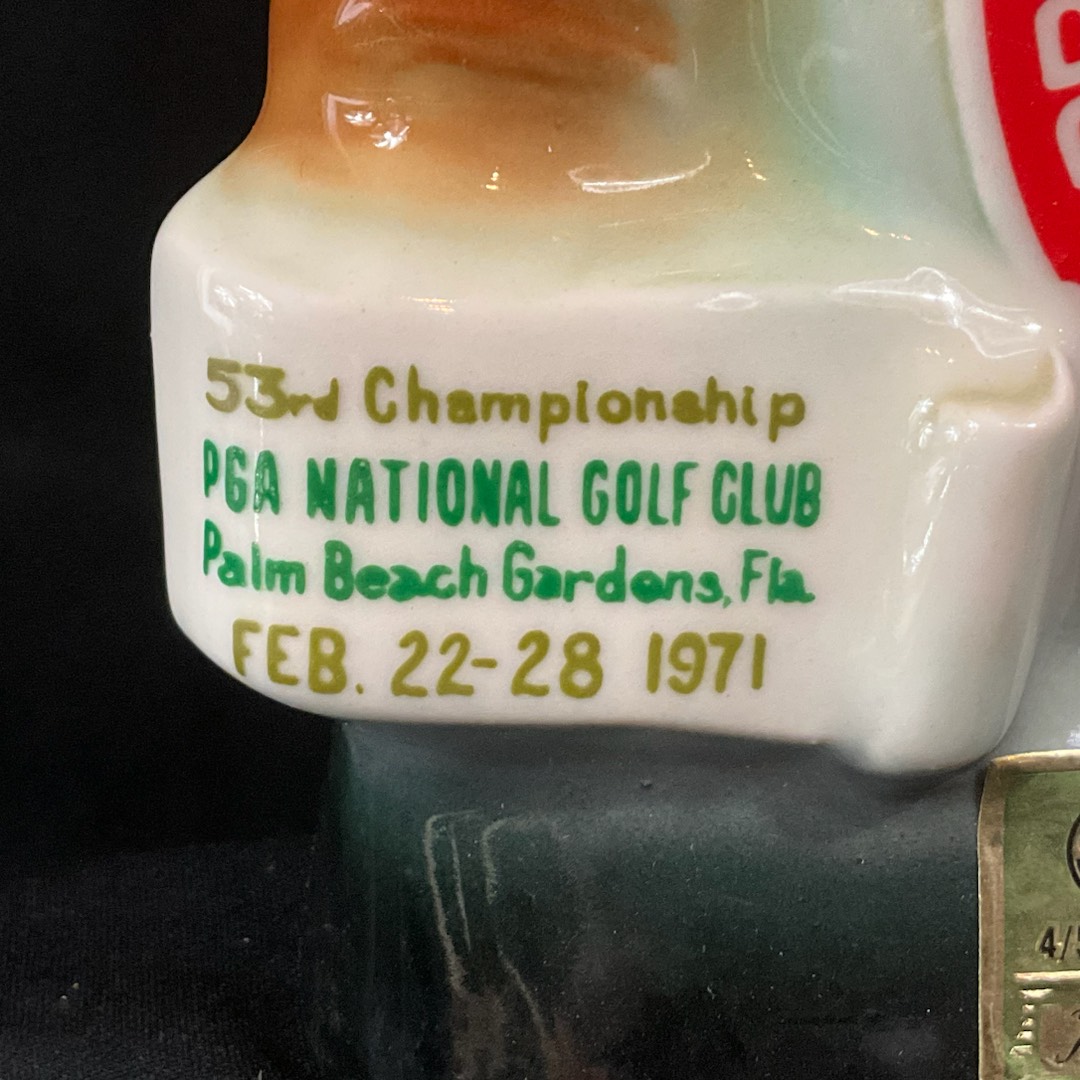 53rd Championship
PGA NATIONAL GOLF CLUB
Palm Beach Gardens, Fla
FEB. 22-28 1971